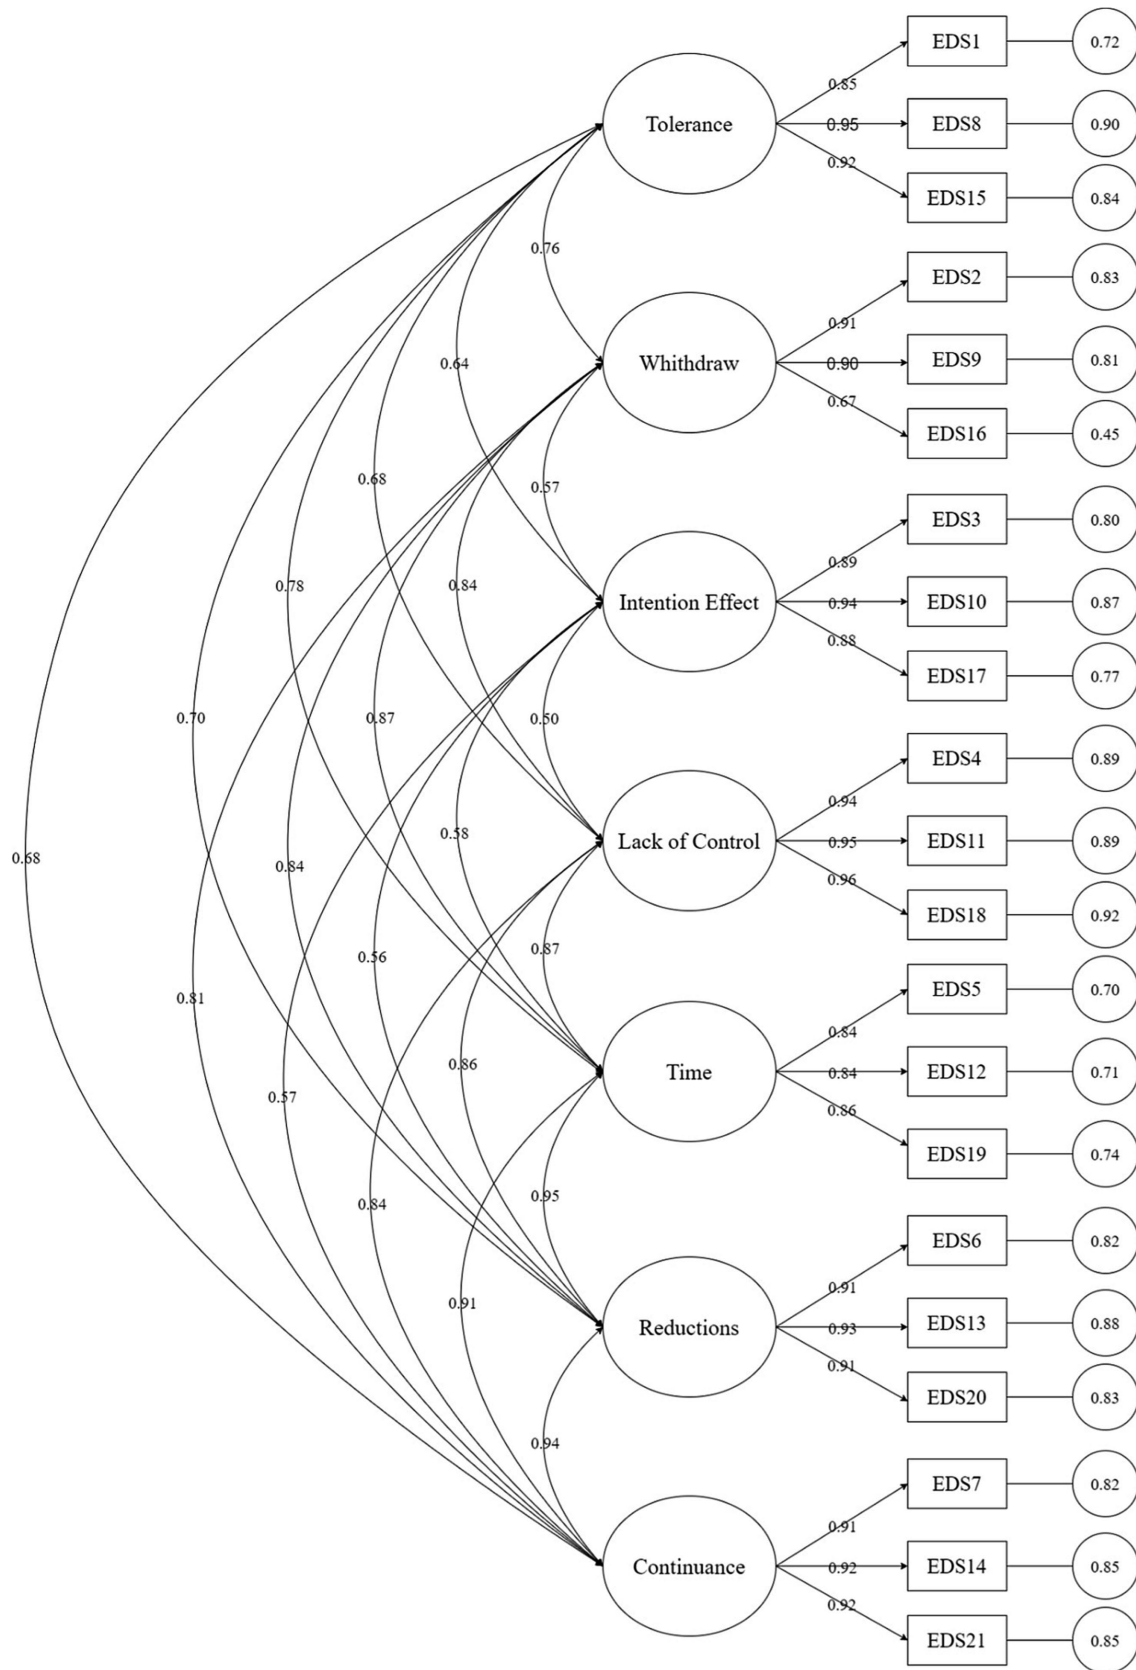 EDS1
0.72
0.85
Tolerance
0.95
EDS8
0.90
0.92
EDS15
0.84
0.76
EDS2
0.83
0.91
Whithdraw
0.90
EDS9
0.81
0.64
0.67
EDS16
0.45
0.68
0.57
EDS3
0.80
0.89
0.78
0.84
Intention Effect
0.94
EDS10
0.87
0.88
EDS17
0.77
0.70
0.87
0.50
EDS4
0.89
0.94
0.58
Lack of Control
0.95
EDS11
0.89
0.68
0.84
0.96
EDS18
0.92
0.56
0.87
EDS5
0.70
0.81
0.84
0.86
Time
0.84
EDS12
0.71
0.57
0.86
EDS19
0.74
0.84
0.95
EDS6
0.82
0.91
0.91
Reductions
0.93
EDS13
0.88
0.91
EDS20
0.83
0.94
EDS7
0.82
0.91
Continuance
0.92
EDS14
0.85
0.92
EDS21
0.85